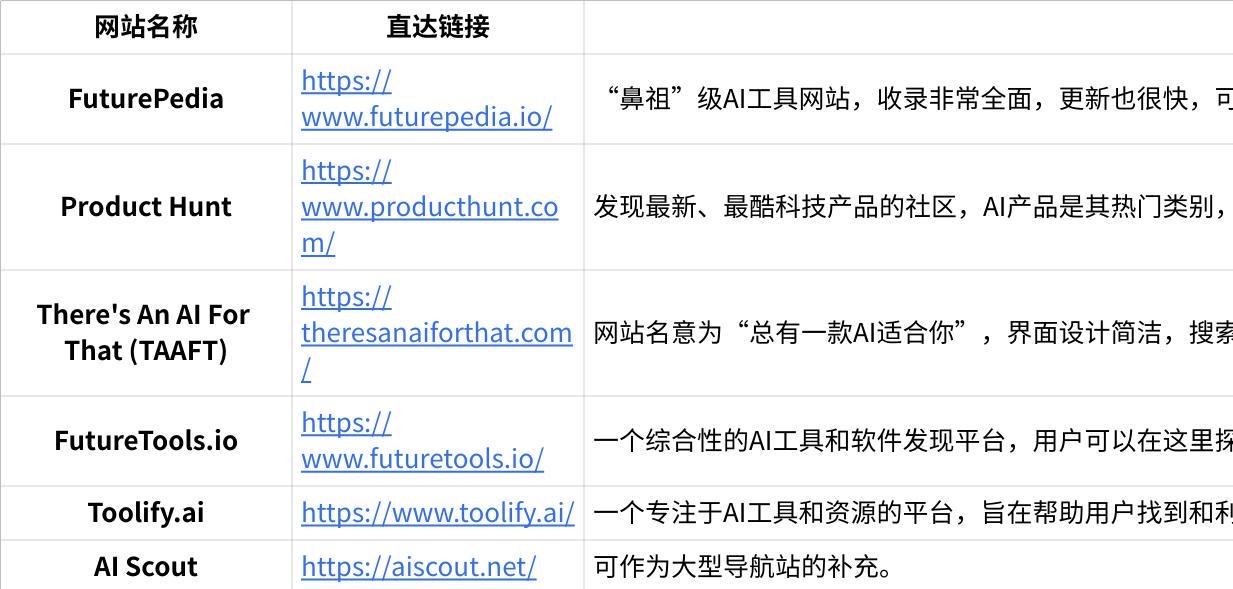 网站名称
直达链接
FuturePedia
https://
www.futurepedia.io/
“鼻祖”级AI工具网站，收录非常全面，更新也很快，可
Product Hunt
https://
www.producthunt.co
m/
发现最新、最酷科技产品的社区，AI产品是其热门类别，
There's An AI For
That (TAAFT)
https://
theresanaiforthat.com
/
网站名意为“总有一款AI适合你”，界面设计简洁，搜索
FutureTools.io
https://
www.futuretools.io/
一个综合性的AI工具和软件发现平台，用户可以在这里探
Toolify.ai
https://www.toolify.ai/
一个专注于AI工具和资源的平台，旨在帮助用户找到和利
AI Scout
https://aiscout.net/
可作为大型导航站的补充。